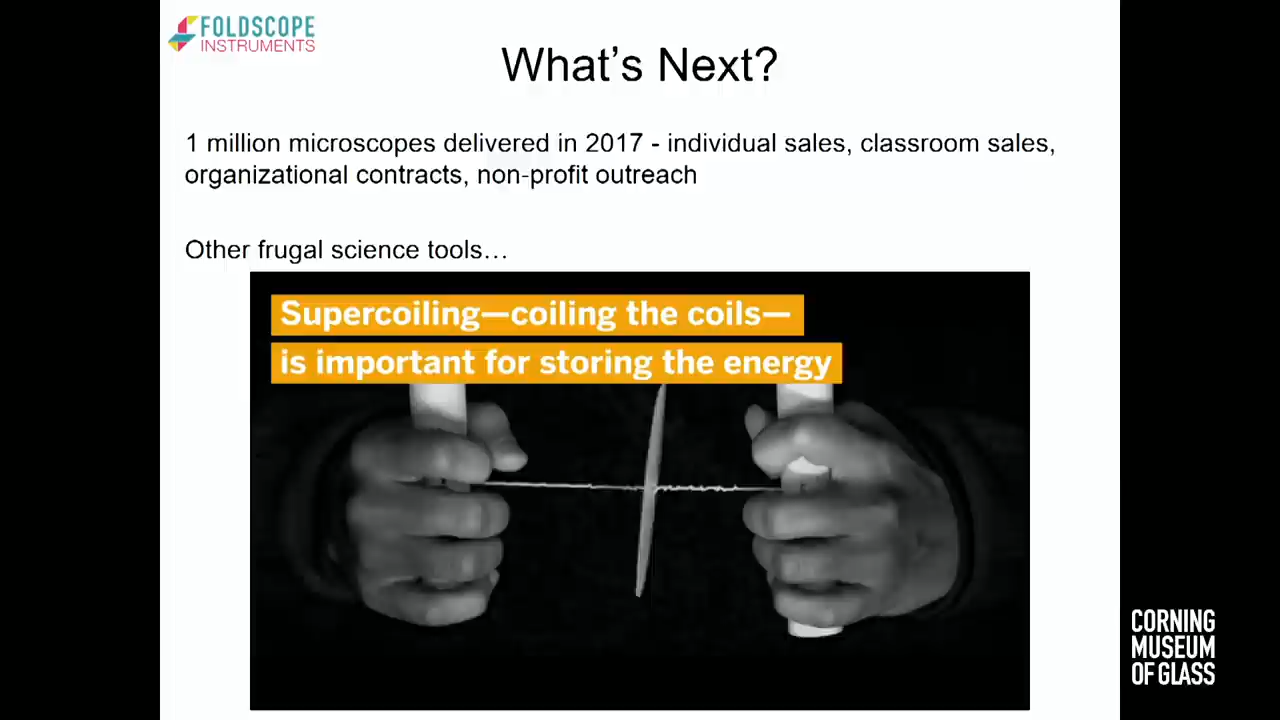 FOLDSCOPE
INSTRUMENTS
What's Next?
1 million microscopes delivered in 2017 - individual sales, classroom sales,
organizational contracts, non-profit outreach
Other frugal science tools…
Supercoiling—coiling the coils—
is important for storing the energy
CORNING
MUSEUM
OF GLASS